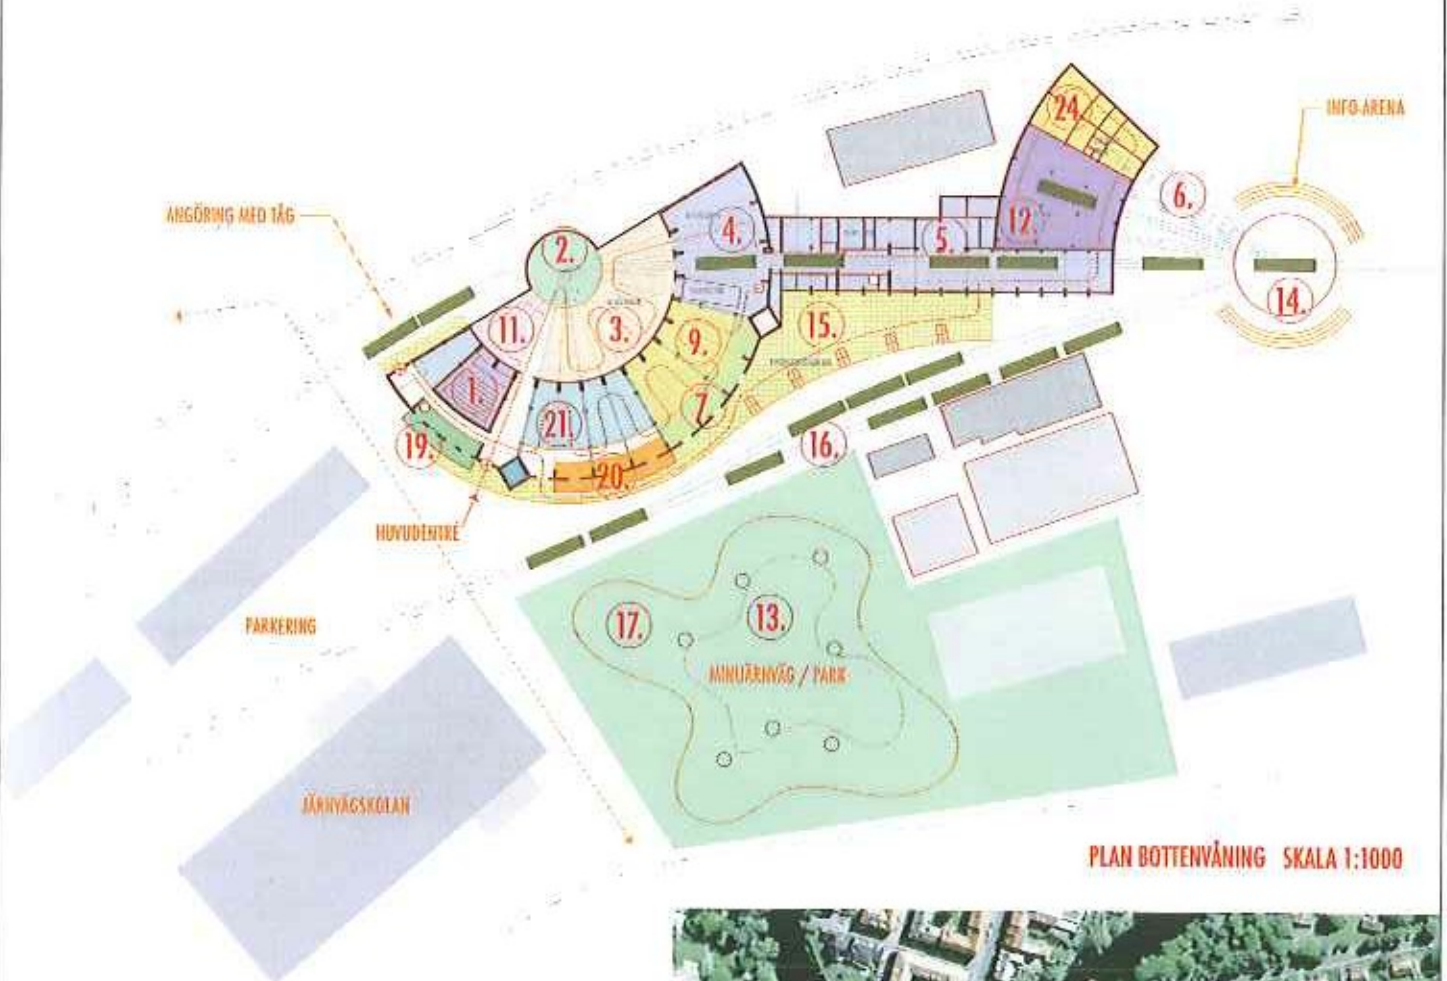 24.
INFO-ARENA
6.
ANGÖRING MED TÅG
2.
4.
5.
12.
14.
11.
3.
9.
15.
1.
7.
21.
19.
20.
16.
HUVUDENTRÉ
PARKERING
17.
13.
MINIJÄRNVÄG / PARK
JÄRNVÄGSKOLAN
PLAN BOTTENVÅNING SKALA 1:1000